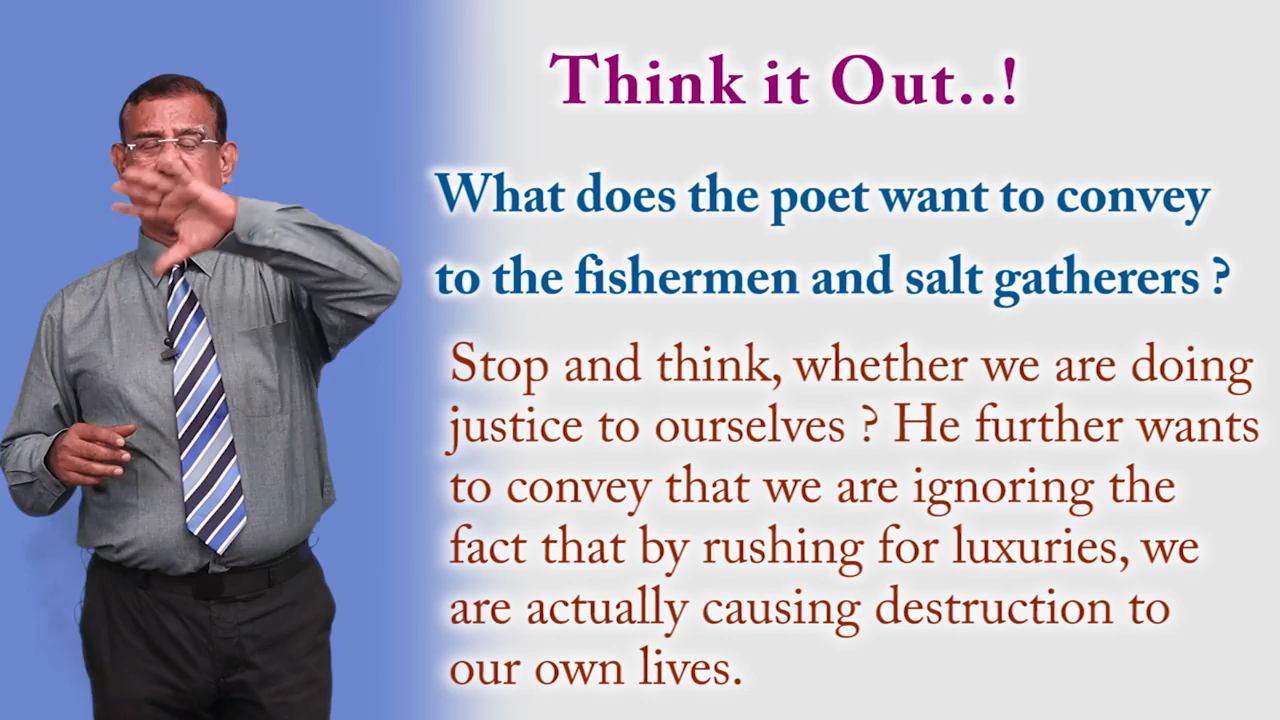 Think it Out..!
What does the poet want to convey
to the fishermen and salt gatherers ?
Stop and think, whether we are doing
justice to ourselves ? He further wants
to convey that we are ignoring the
fact that by rushing for luxuries, we
are actually causing destruction to
our own lives.